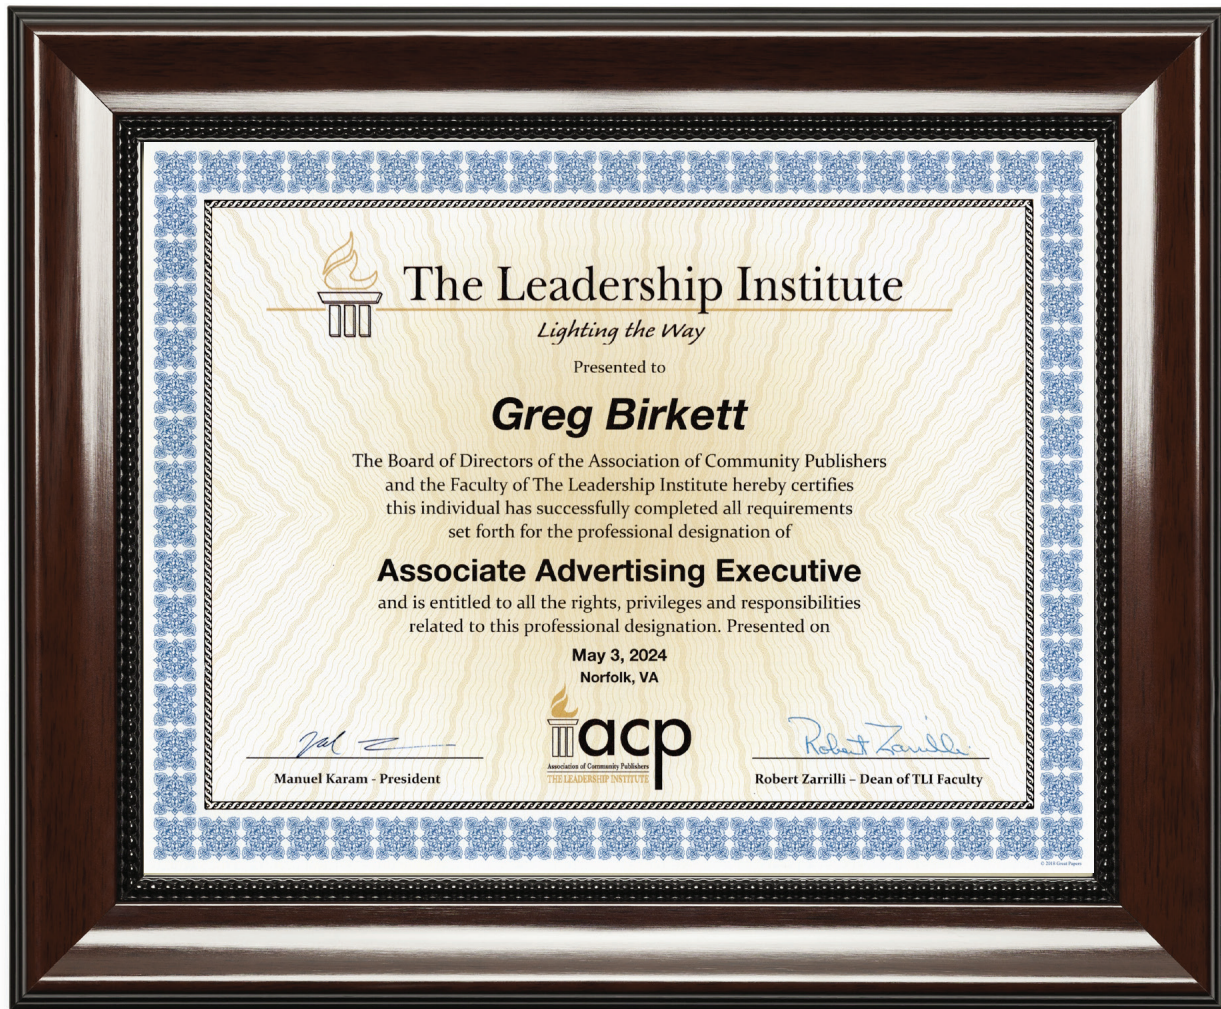 The Leadership Institute
Lighting the Way
Presented to
Greg Birkett
The Board of Directors of the Association of Community Publishers
and the Faculty of The Leadership Institute hereby certifies
this individual has successfully completed all requirements
set forth for the professional designation of
Associate Advertising Executive
and is entitled to all the rights, privileges and responsibilities
related to this professional designation. Presented on
May 3, 2024
Norfolk, VA
acp
Association of Community Publishers
THE LEADERSHIP INSTITUTE
Robert Zarrilli
Manuel Karam - President
Robert Zarrilli – Dean of TLI Faculty